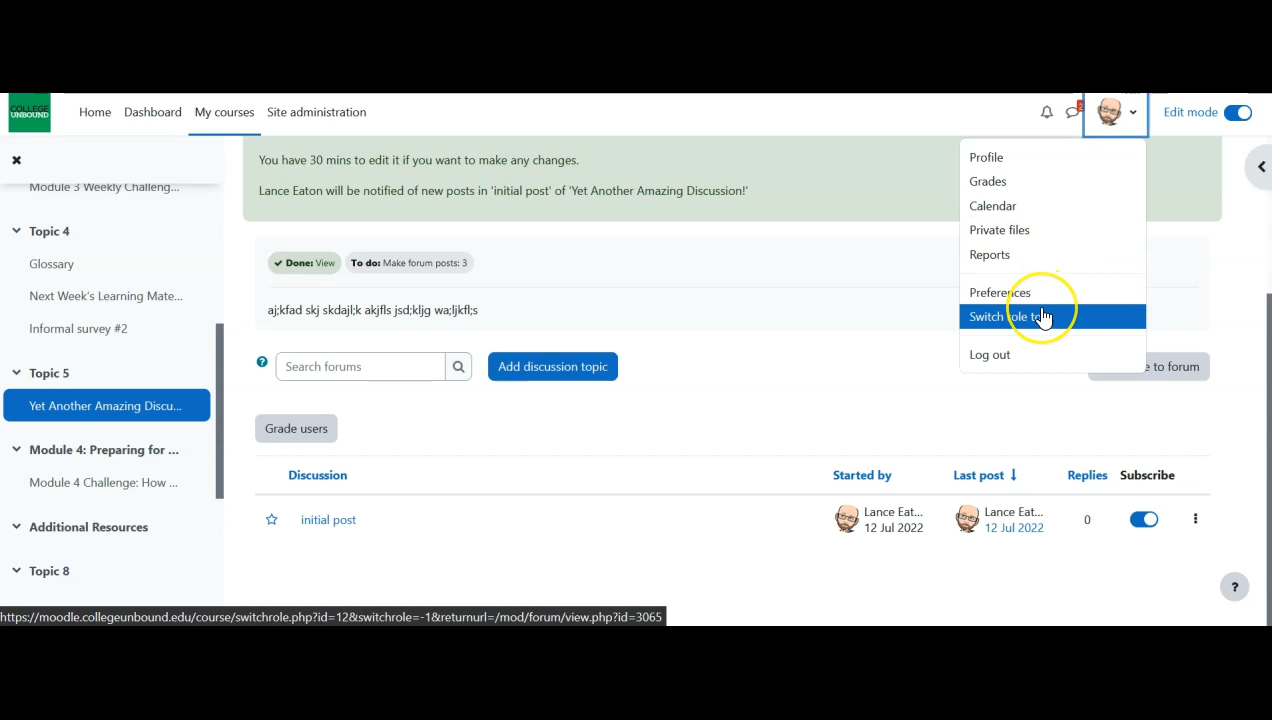 COLLEGE
UNBOUND
Home Dashboard My courses Site administration
2
Edit mode
Module 3 Weekly Challeng...
Topic 4
Glossary
Next Week's Learning Mate...
Informal survey #2
Topic 5
Yet Another Amazing Discu...
Module 4: Preparing for ...
Module 4 Challenge: How ...
Additional Resources
Topic 8
You have 30 mins to edit it if you want to make any changes.
Lance Eaton will be notified of new posts in 'initial post' of 'Yet Another Amazing Discussion!'
Done: View To do: Make forum posts: 3
aj;kfad skj skdajl;k akjfls jsd;kljg wa;ljkfl;s
Search forums
Add discussion topic
e to forum
Profile
Grades
Calendar
Private files
Reports
Preferences
Switch role to
Log out
Grade users
Discussion Started by Last post Replies Subscribe
initial post Lance Eat... Lance Eat... 0
12 Jul 2022 12 Jul 2022
?
https://moodle.collegeunbound.edu/course/switchrole.php?id=12&switchrole=-1&returnurl=/mod/forum/view.php?id=3065